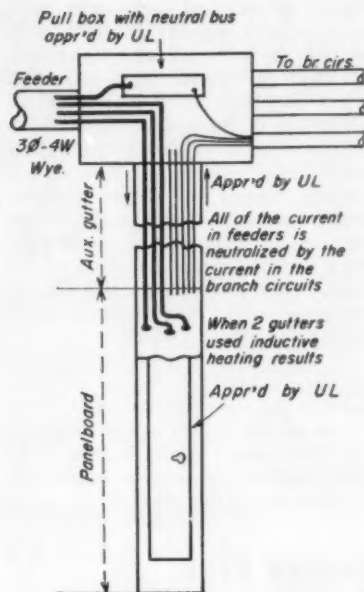 Pull box with neutral bus
appr'd by UL
Feeder
To br cirs.
3Ø-4W
Wye.
Appr'd by UL
Aux. gutter
All of the current
in feeders is
neutralized by the
current in the
branch circuits
When 2 gutters
used inductive
heating results
Appr'd by UL
Panelboard